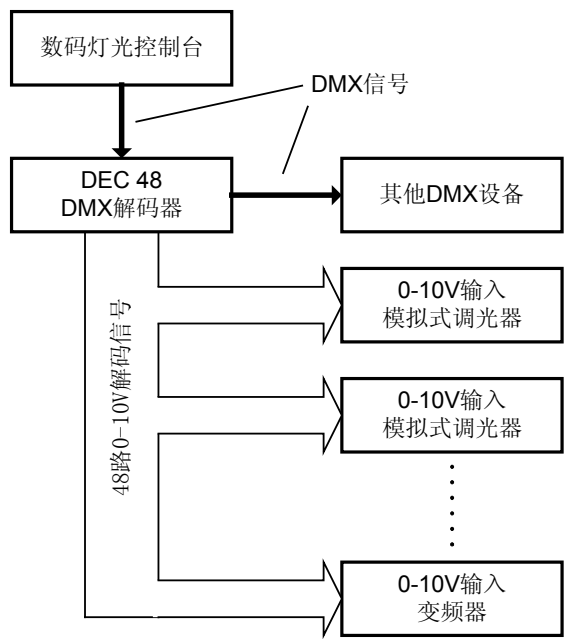 数码灯光控制台
DMX信号
DEC 48
DMX解码器
其他DMX设备
48路0-10V解码信号
0-10V输入
模拟式调光器
0-10V输入
模拟式调光器
0-10V输入
变频器